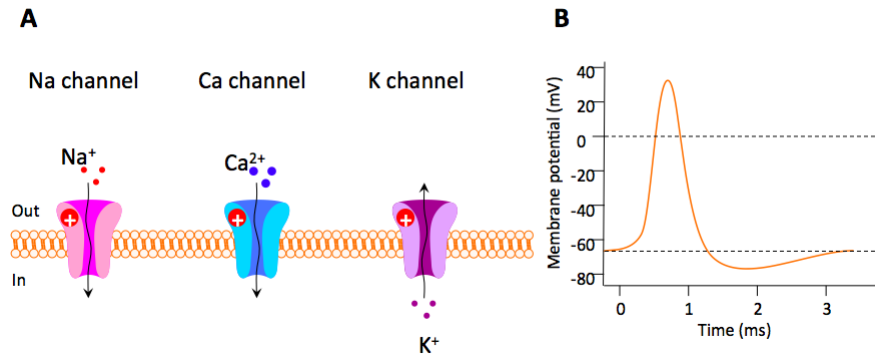 A
Na channel
Ca channel
K channel
Na⁺
Ca²⁺
Out
+
+
+
In
K⁺
B
Membrane potential (mV)
40
20
0
-20
-40
-60
-80
0
1
2
3
Time (ms)